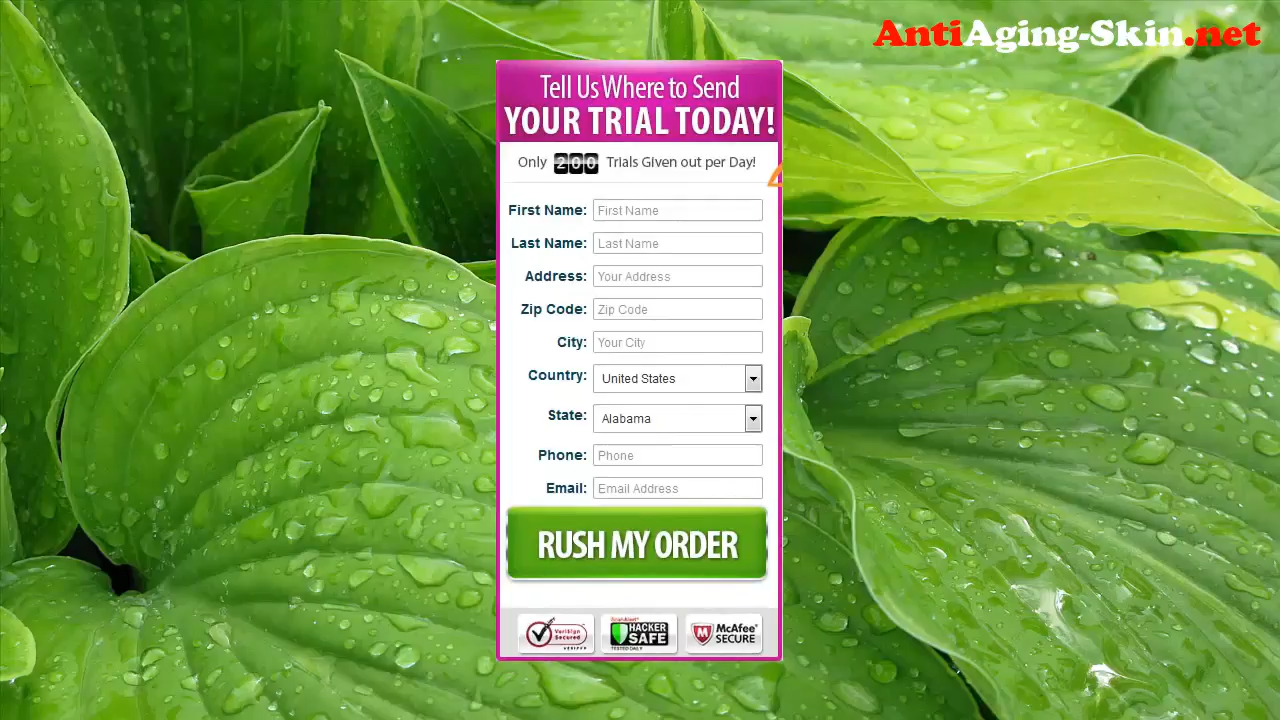 AntiAging-Skin.net
Tell Us Where to Send
YOUR TRIAL TODAY!
Only 200 Trials Given out per Day!
First Name: First Name
Last Name: Last Name
Address: Your Address
Zip Code: Zip Code
City: Your City
Country: United States
State: Alabama
Phone: Phone
Email: Email Address
RUSH MY ORDER
VeriSign Secured VERIFIED
HACKER SAFE TESTED DAILY
McAfee SECURE